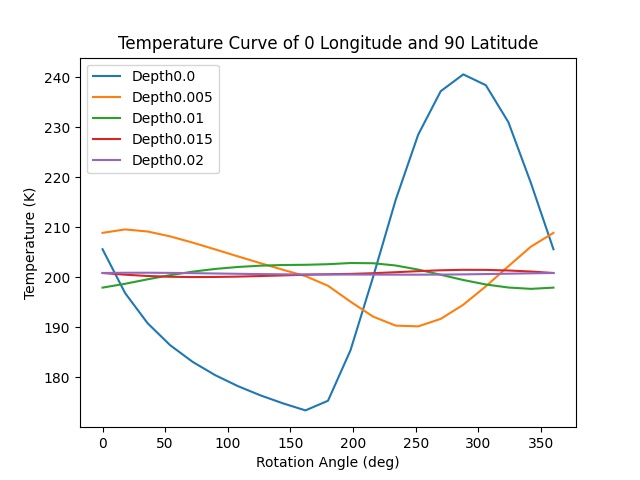 Temperature Curve of 0 Longitude and 90 Latitude
Depth0.0
Depth0.005
Depth0.01
Depth0.015
Depth0.02
Temperature (K)
240
230
220
210
200
190
180
0 50 100 150 200 250 300 350
Rotation Angle (deg)